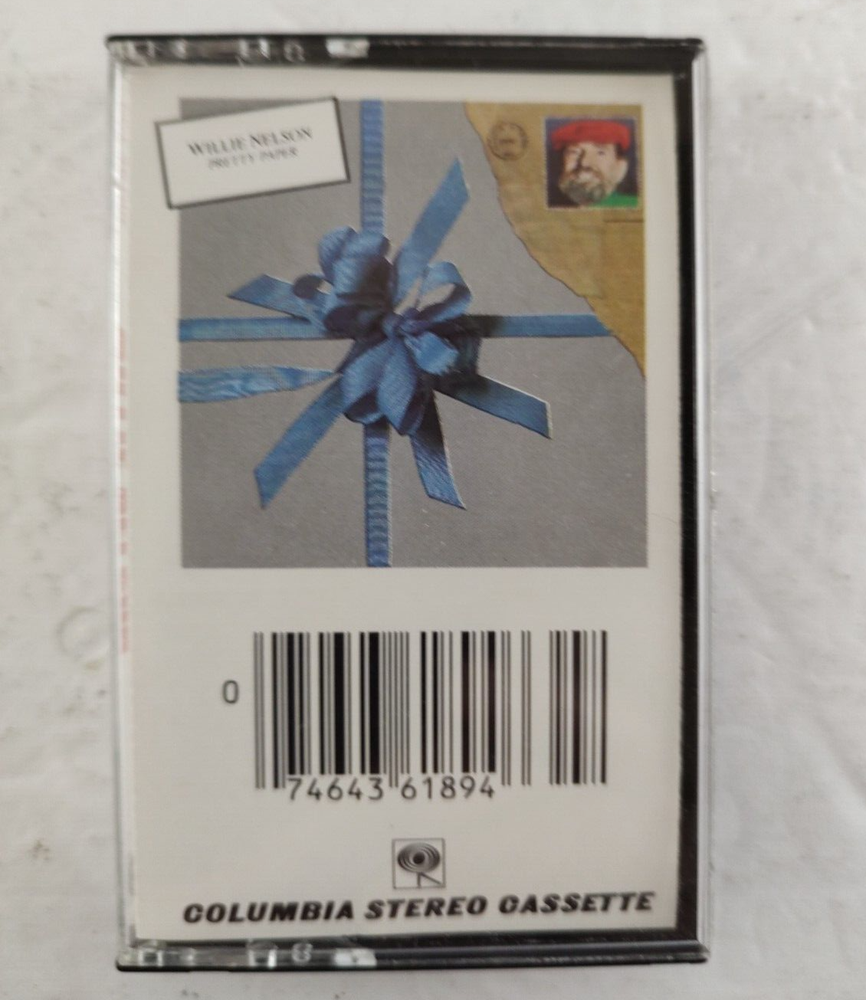 WILLIE NELSON
PRETTY PAPER
0
74643 61894
COLUMBIA STEREO CASSETTE